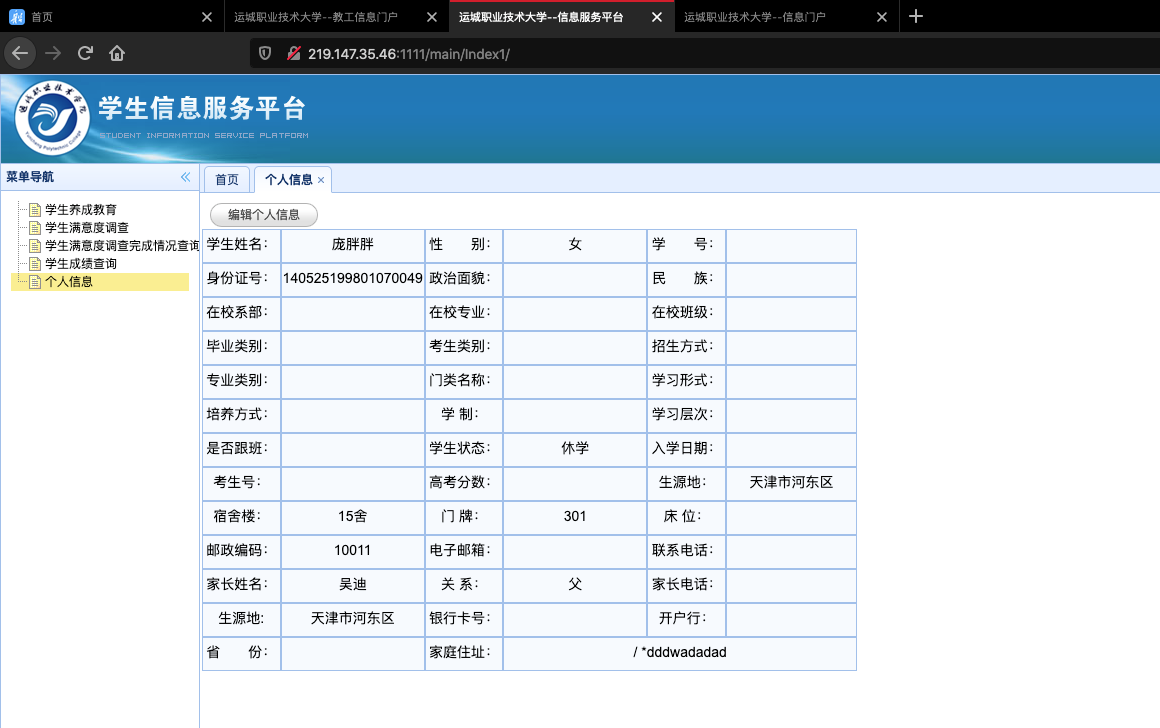 首页
运城职业技术大学--教工信息门户
运城职业技术大学--信息服务平台
运城职业技术大学--信息门户
219.147.35.46:1111/main/Index1/
学生信息服务平台
STUDENT INFORMATION SERVICE PLATFORM
菜单导航
首页
个人信息
编辑个人信息
学生养成教育
学生满意度调查
学生满意度调查完成情况查询
学生成绩查询
个人信息
学生姓名: 庞胖胖 性 别: 女 学 号:
身份证号: 140525199801070049 政治面貌: 民 族:
在校系部: 在校专业: 在校班级:
毕业类别: 考生类别: 招生方式:
专业类别: 门类名称: 学习形式:
培养方式: 学 制: 学习层次:
是否跟班: 学生状态: 休学 入学日期:
考生号: 高考分数: 生源地: 天津市河东区
宿舍楼: 15舍 门 牌: 301 床 位:
邮政编码: 10011 电子邮箱: 联系电话:
家长姓名: 吴迪 关 系: 父 家长电话:
生源地: 天津市河东区 银行卡号: 开户行:
省 份: 家庭住址: / *dddwadadad